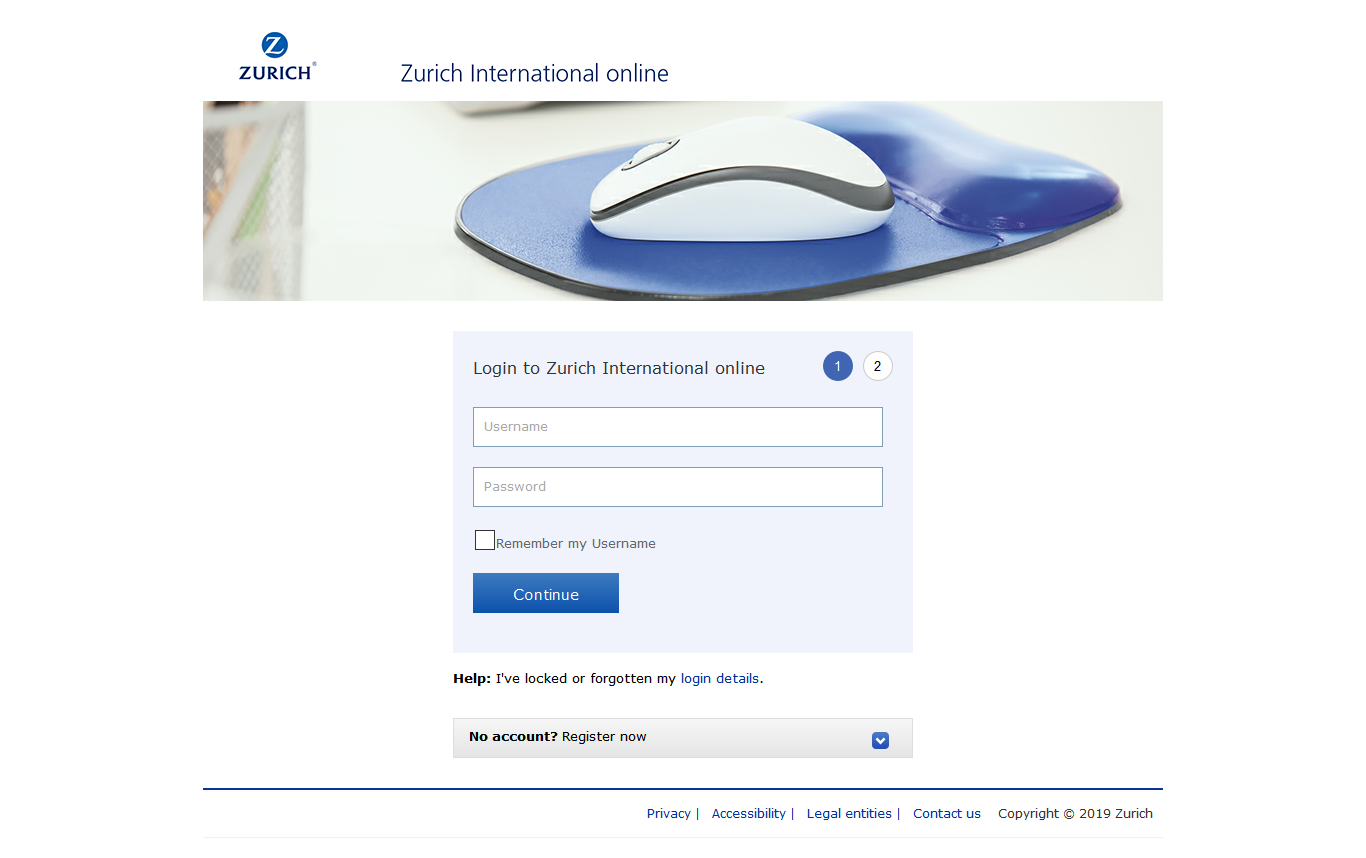 Z
ZURICH®
Zurich International online
Login to Zurich International online
1
2
Username
Password
Remember my Username
Continue
Help: I've locked or forgotten my login details.
No account? Register now
Privacy | Accessibility | Legal entities | Contact us Copyright © 2019 Zurich